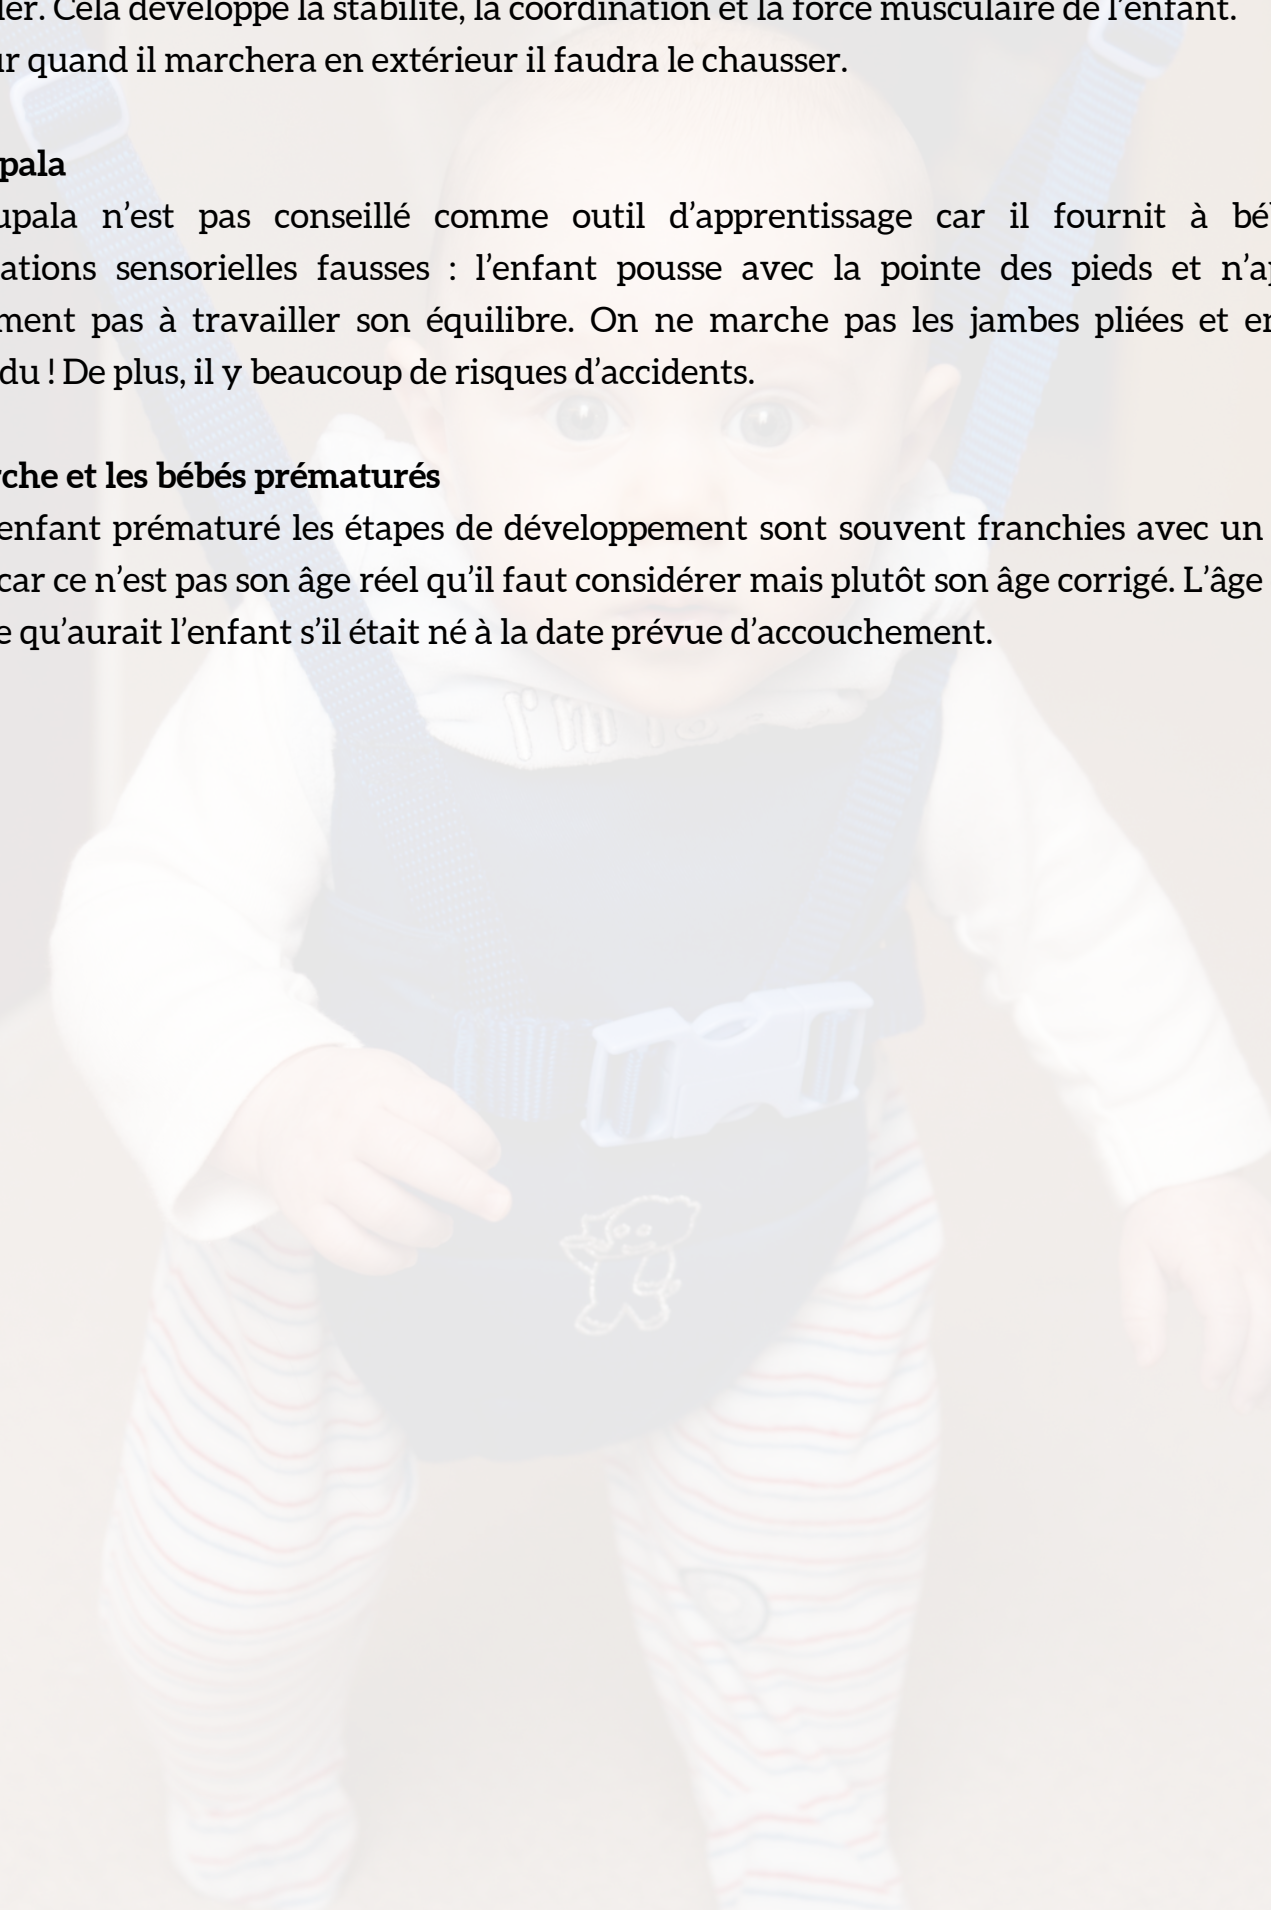 ler. Cela développe la stabilité, la coordination et la force musculaire de l’enfant.
ur quand il marchera en extérieur il faudra le chausser.
pala
upala n’est pas conseillé comme outil d’apprentissage car il fournit à bé
ations sensorielles fausses : l’enfant pousse avec la pointe des pieds et n’ap
ment pas à travailler son équilibre. On ne marche pas les jambes pliées et en
du ! De plus, il y beaucoup de risques d’accidents.
rche et les bébés prématurés
enfant prématuré les étapes de développement sont souvent franchies avec un
car ce n’est pas son âge réel qu’il faut considérer mais plutôt son âge corrigé. L’âge
e qu’aurait l’enfant s’il était né à la date prévue d’accouchement.